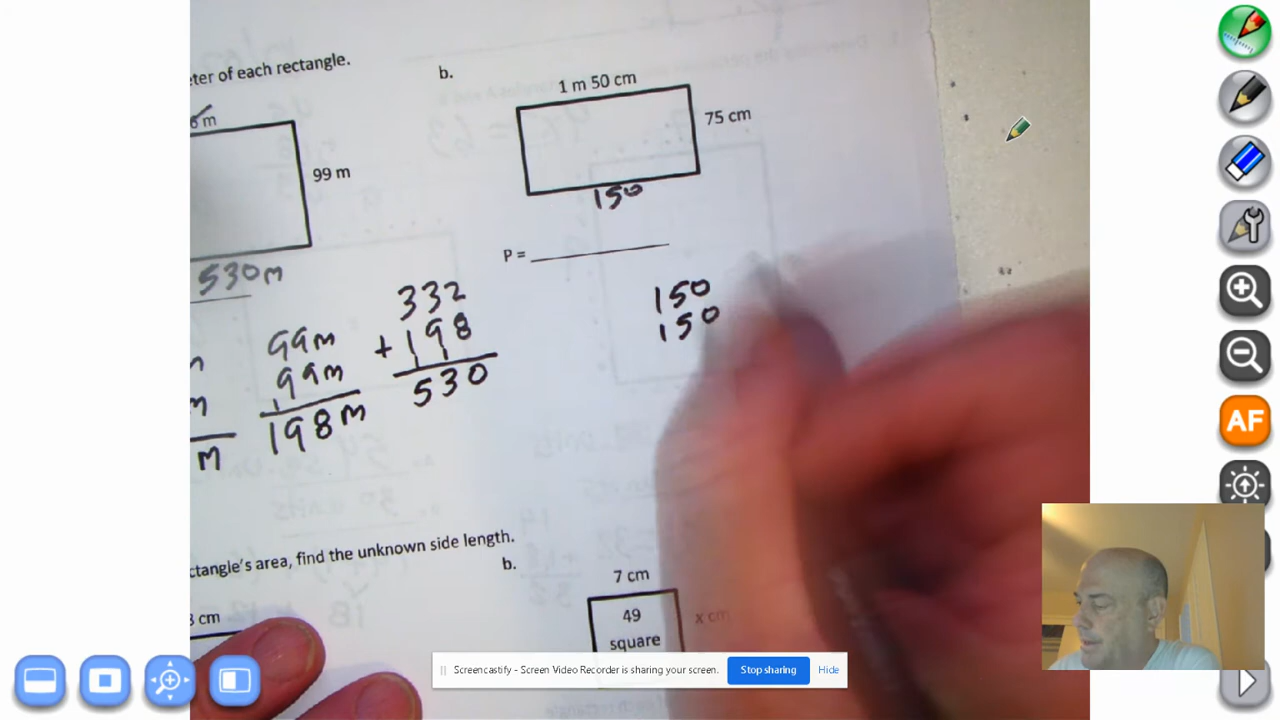 eter of each rectangle.
b.
1 m 50 cm
75 cm
6 m
99 m
150
P =
530m
332
+198
530
99m
99m
198m
m
m
m
150
150
ctangle's area, find the unknown side length.
b.
7 cm
49
square
x cm
8 cm
Screencastify - Screen Video Recorder is sharing your screen.
Stop sharing
Hide
AF